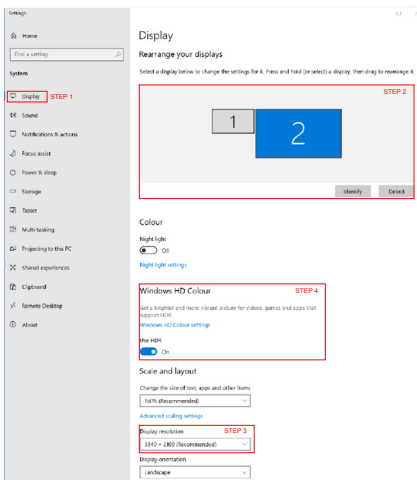 Settings
Home
Find a setting
System
Display STEP 1
Sound
Notifications & actions
Focus assist
Power & sleep
Storage
Tablet
Multi-tasking
Projecting to this PC
Shared experiences
Clipboard
Remote Desktop
About
Display
Rearrange your displays
Select a display below to change the settings for it. Press and hold (or select) a display, then drag to rearrange it.
STEP 2
1
2
Identify Detect
Colour
Night light
Off
Night light settings
Windows HD Colour STEP 4
Get a brighter and more vibrant picture for videos, games and apps that
support HDR
Windows HD Colour settings
Use HDR
On
Scale and layout
Change the size of text, apps and other items
(Recommended)
Advanced scaling settings
Display resolution STEP 3
3840 × 2160 (Recommended)
Display orientation
Landscape